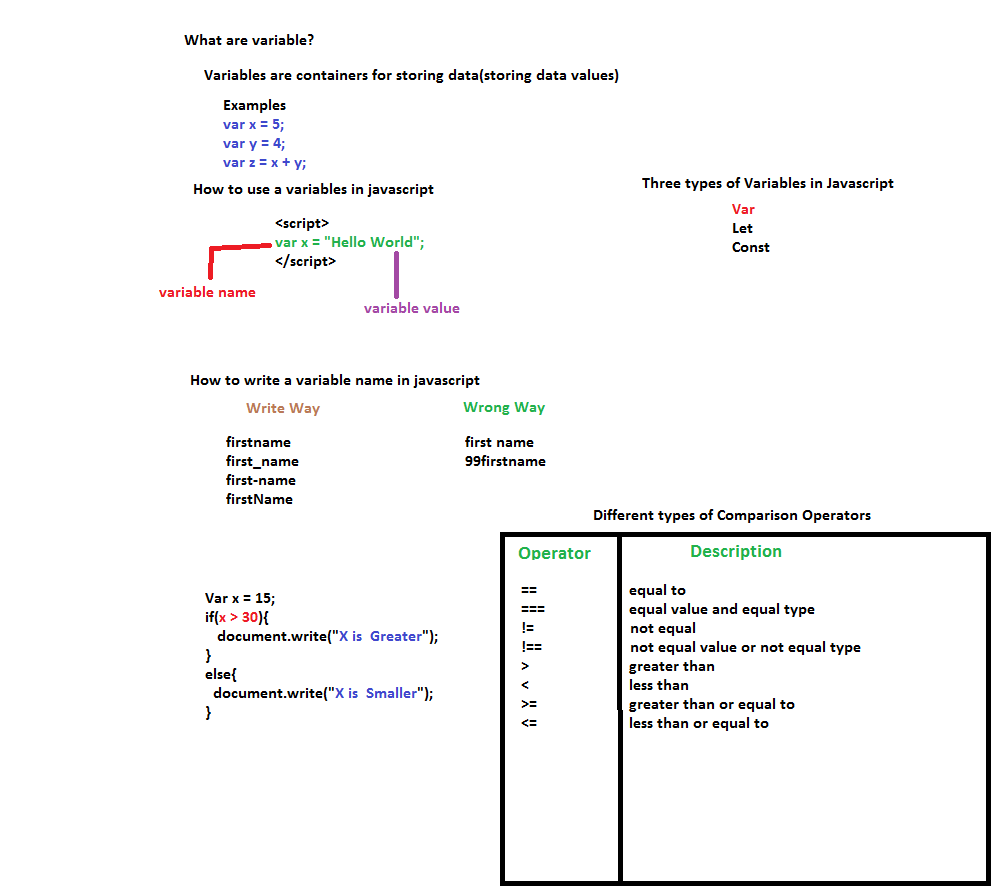 What are variable?
Variables are containers for storing data(storing data values)
Examples
var x = 5;
var y = 4;
var z = x + y;
How to use a variables in javascript
<script>
var x = "Hello World";
</script>
variable name
variable value
Three types of Variables in Javascript
Var
Let
Const
How to write a variable name in javascript
Write Way
firstname
first_name
first-name
firstName
Wrong Way
first name
99firstname
Var x = 15;
if(x > 30){
document.write("X is  Greater");
}
else{
document.write("X is  Smaller");
}
Different types of Comparison Operators
Operator Description
== equal to
=== equal value and equal type
!= not equal
!== not equal value or not equal type
> greater than
< less than
>= greater than or equal to
<= less than or equal to